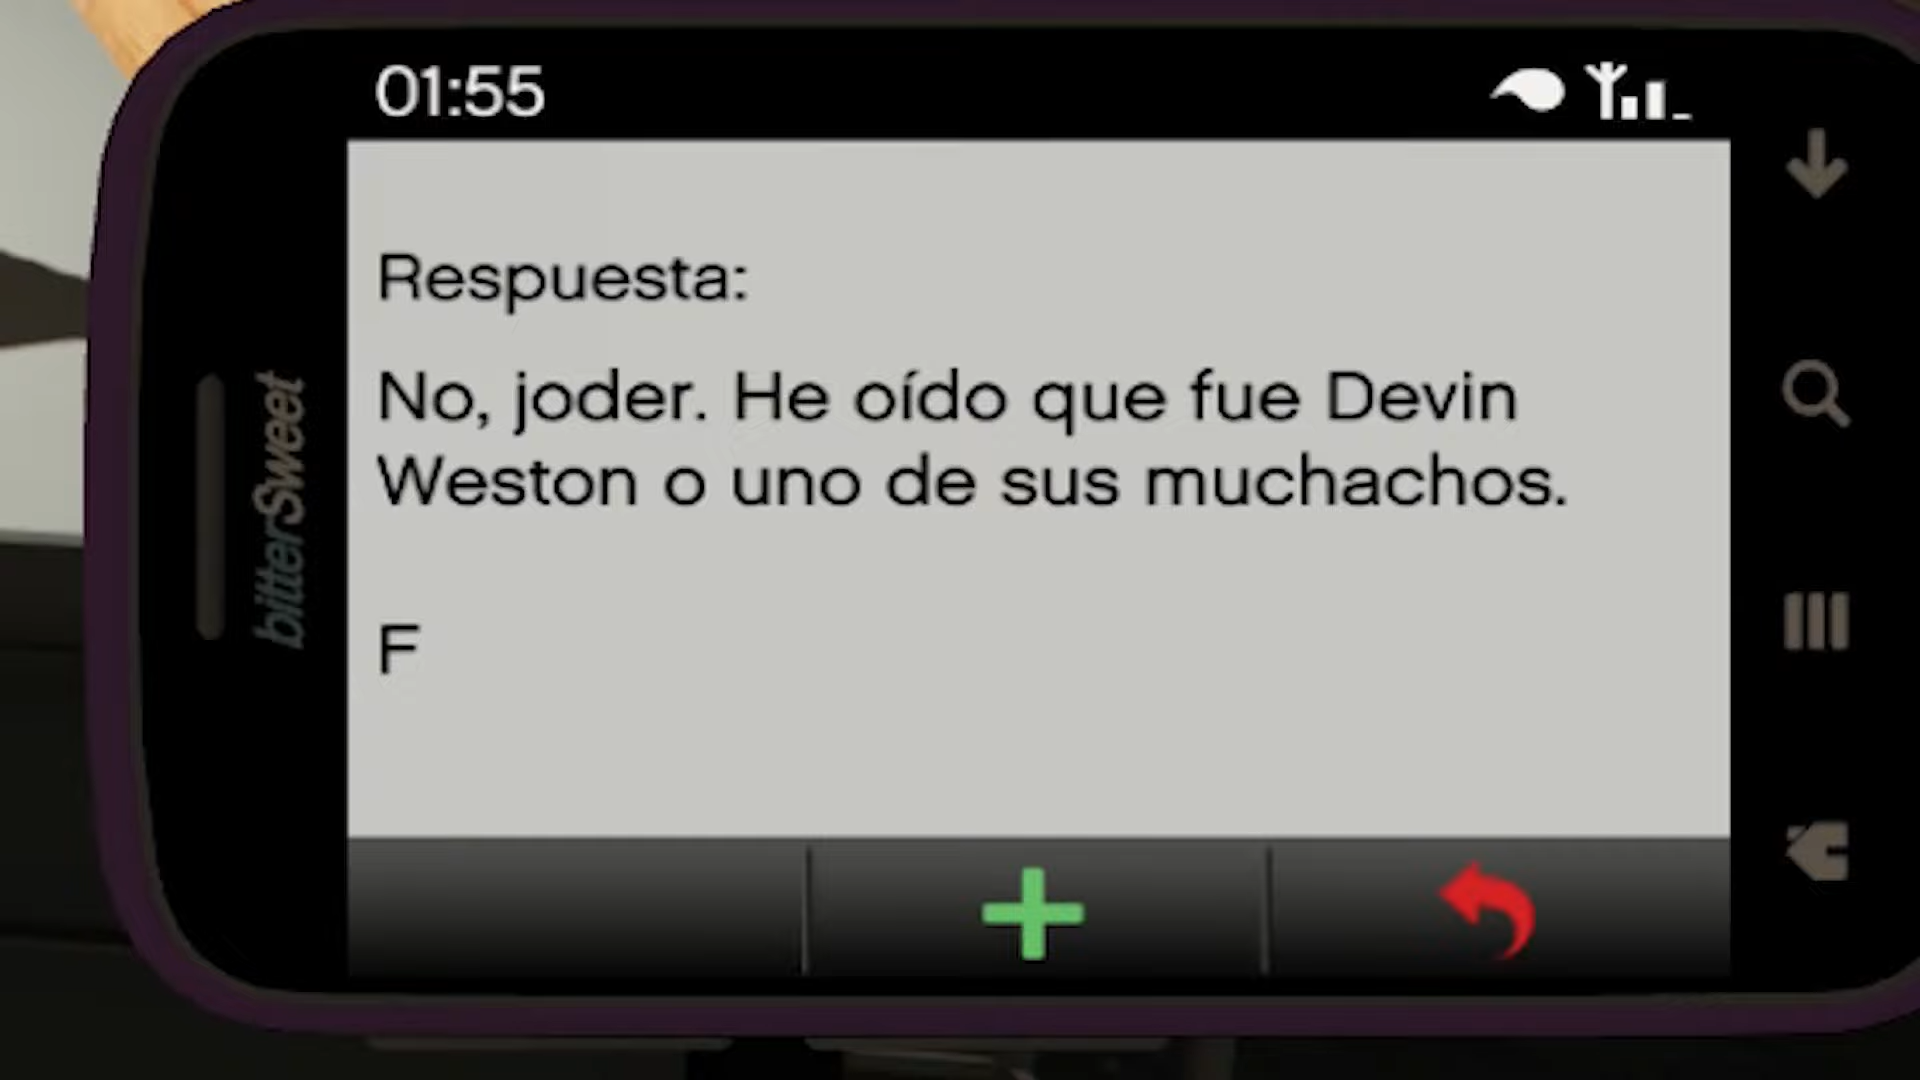 01:55
Respuesta:
No, joder. He oído que fue Devin
Weston o uno de sus muchachos.
F
bitterSweet